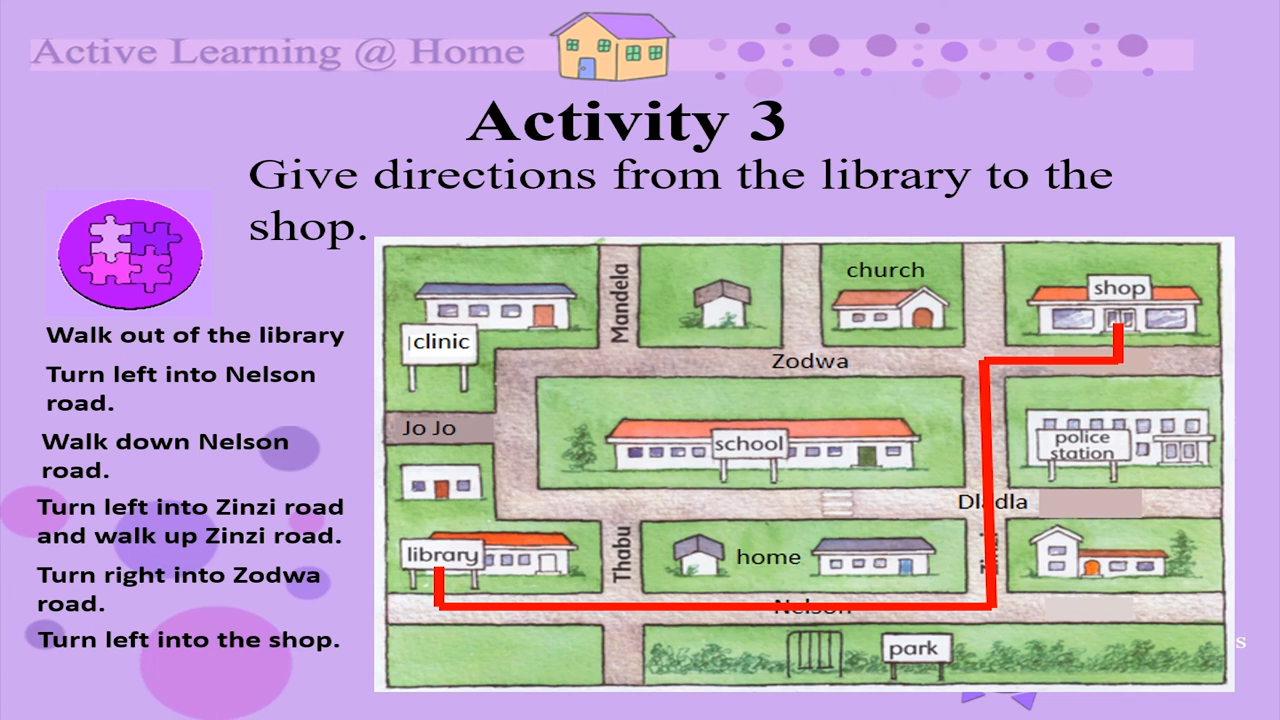 Active Learning @ Home
Activity 3
Give directions from the library to the
shop.
Walk out of the library
Turn left into Nelson
road.
Walk down Nelson
road.
Turn left into Zinzi road
and walk up Zinzi road.
Turn right into Zodwa
road.
Turn left into the shop.
clinic
Mandela
church
shop
Zodwa
Jo Jo
school
police
station
Dladla
library
Thabu
home
Nelson
park
s